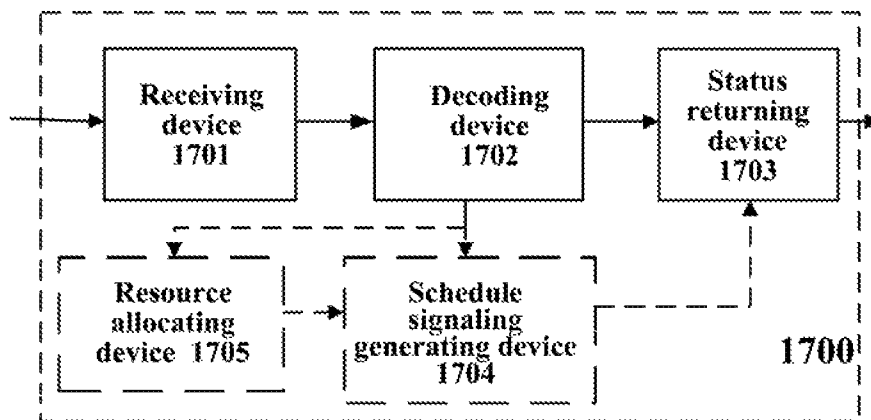 Receiving
device
1701
Decoding
device
1702
Status
returning
device
1703
Resource
allocating
device 1705
Schedule
signaling
generating device
1704
1700